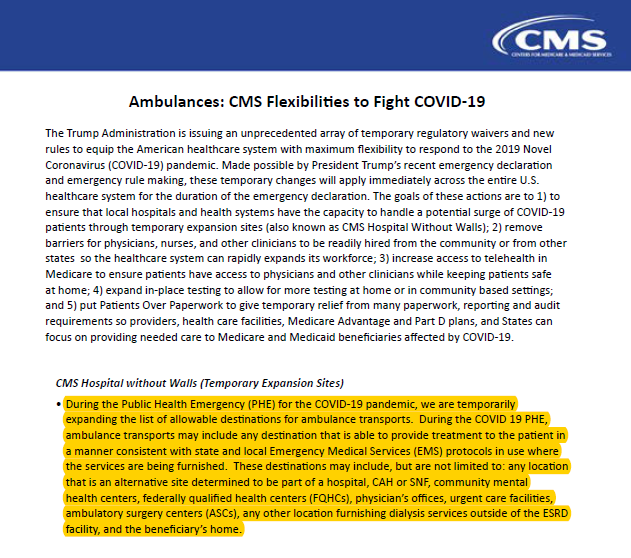 CMS
CENTERS FOR MEDICARE & MEDICAID SERVICES
Ambulances: CMS Flexibilities to Fight COVID-19
The Trump Administration is issuing an unprecedented array of temporary regulatory waivers and new
rules to equip the American healthcare system with maximum flexibility to respond to the 2019 Novel
Coronavirus (COVID-19) pandemic. Made possible by President Trump's recent emergency declaration
and emergency rule making, these temporary changes will apply immediately across the entire U.S.
healthcare system for the duration of the emergency declaration. The goals of these actions are to 1) to
ensure that local hospitals and health systems have the capacity to handle a potential surge of COVID-19
patients through temporary expansion sites (also known as CMS Hospital Without Walls); 2) remove
barriers for physicians, nurses, and other clinicians to be readily hired from the community or from other
states so the healthcare system can rapidly expand its workforce; 3) increase access to telehealth in
Medicare to ensure patients have access to physicians and other clinicians while keeping patients safe
at home; 4) expand in-place testing to allow for more testing at home or in community based settings;
and 5) put Patients Over Paperwork to give temporary relief from many paperwork, reporting and audit
requirements so providers, health care facilities, Medicare Advantage and Part D plans, and States can
focus on providing needed care to Medicare and Medicaid beneficiaries affected by COVID-19.
CMS Hospital without Walls (Temporary Expansion Sites)
• During the Public Health Emergency (PHE) for the COVID-19 pandemic, we are temporarily
expanding the list of allowable destinations for ambulance transports. During the COVID 19 PHE,
ambulance transports may include any destination that is able to provide treatment to the patient in
a manner consistent with state and local Emergency Medical Services (EMS) protocols in use where
the services are being furnished. These destinations may include, but are not limited to: any location
that is an alternative site determined to be part of a hospital, CAH or SNF, community mental
health centers, federally qualified health centers (FQHCs), physician's offices, urgent care facilities,
ambulatory surgery centers (ASCs), any other location furnishing dialysis services outside of the ESRD
facility, and the beneficiary's home.